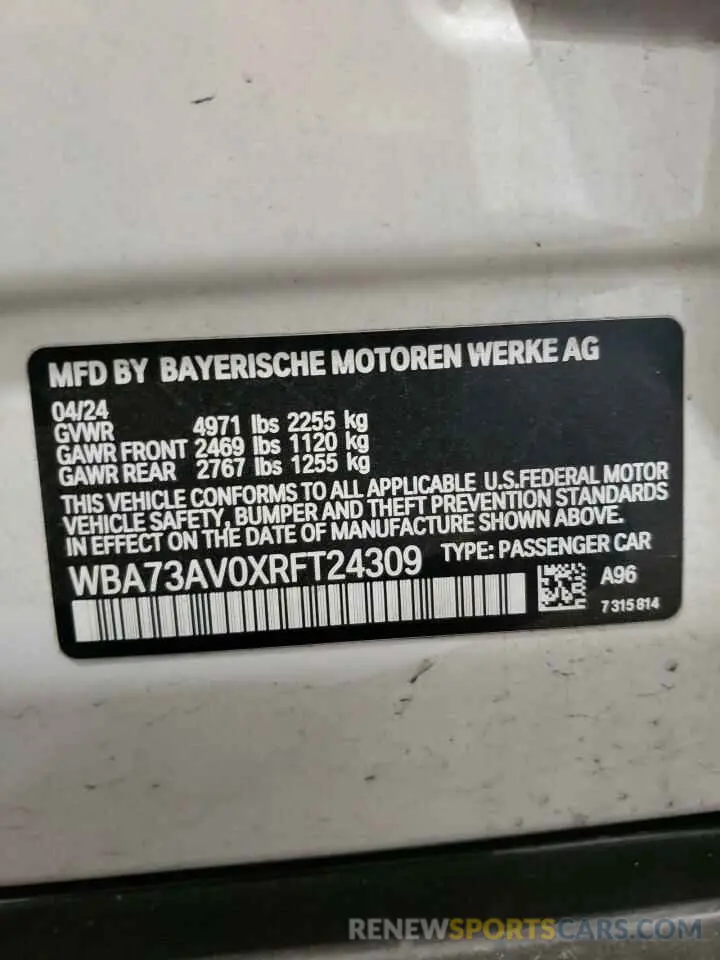 MFD BY BAYERISCHE MOTOREN WERKE AG
04/24
GVWR 4971 lbs 2255 kg
GAWR FRONT 2469 lbs 1120 kg
GAWR REAR 2767 lbs 1255 kg
THIS VEHICLE CONFORMS TO ALL APPLICABLE U.S.FEDERAL MOTOR
VEHICLE SAFETY, BUMPER AND THEFT PREVENTION STANDARDS
IN EFFECT ON THE DATE OF MANUFACTURE SHOWN ABOVE.
WBA73AV0XRFT24309 TYPE: PASSENGER CAR
A96
7315814
RENEWSPORTSCARS.COM